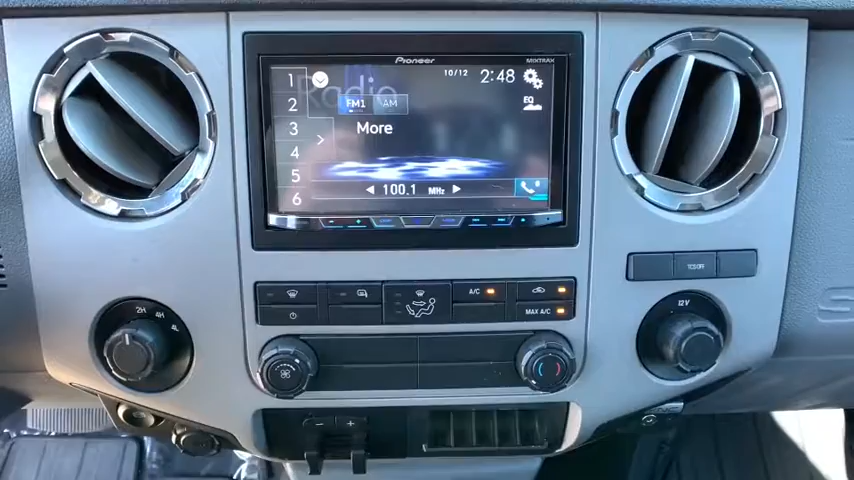 Pioneer
MIXTRAX
10/12
2:48
1
Radio
FM1
AM
EQ
2
More
3
4
5
100.1 MHz
6
TCS OFF
A/C
MAX A/C
2H
4H
4L
12V